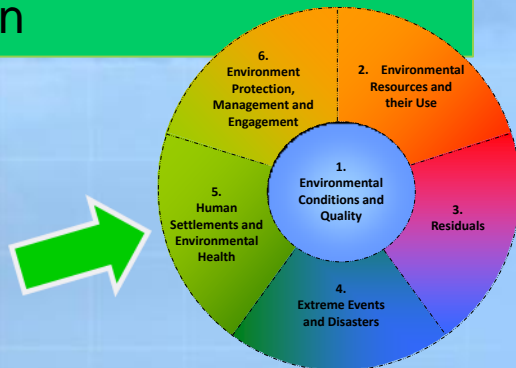 n
6.
Environment
Protection,
Management and
Engagement
2. Environmental
Resources and
their Use
1.
Environmental
Conditions and
Quality
5.
Human
Settlements and
Environmental
Health
3.
Residuals
4.
Extreme Events
and Disasters